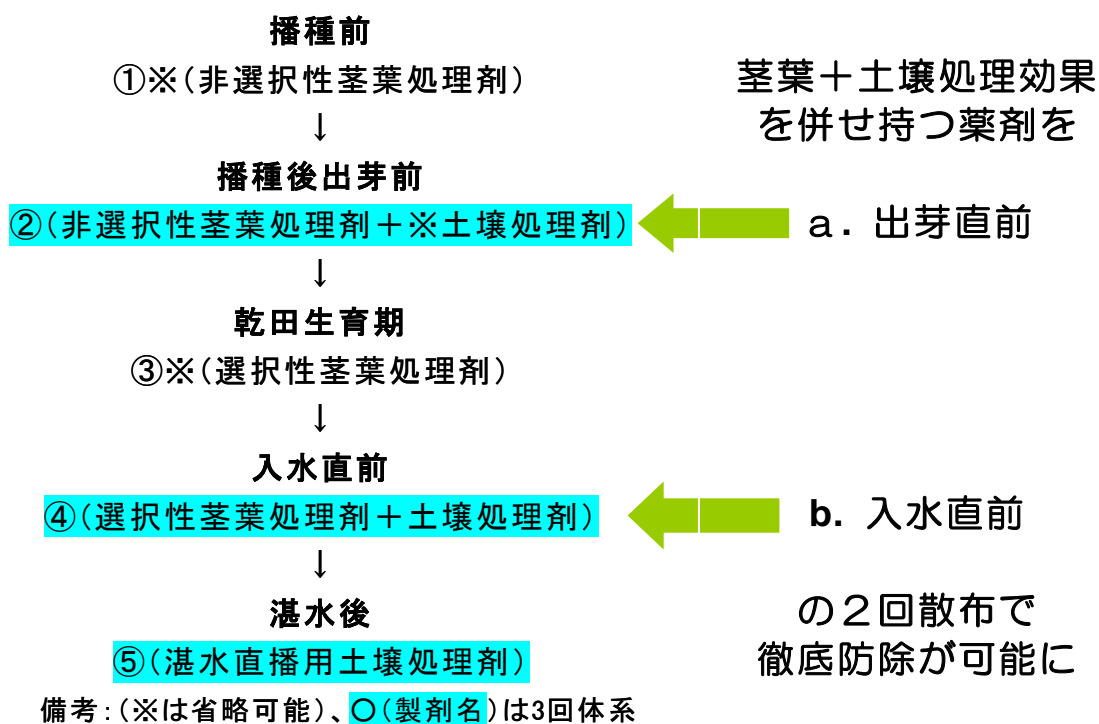 播種前
①※(非選択性茎葉処理剤)
↓
播種後出芽前
②(非選択性茎葉処理剤＋※土壌処理剤)
↓
乾田生育期
③※(選択性茎葉処理剤)
↓
入水直前
④(選択性茎葉処理剤＋土壌処理剤)
↓
湛水後
⑤(湛水直播用土壌処理剤)
備考：(※は省略可能)、○(製剤名)は3回体系
茎葉＋土壌処理効果
を併せ持つ薬剤を
a．出芽直前
b. 入水直前
の２回散布で
徹底防除が可能に